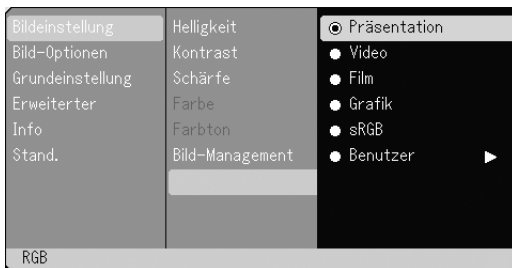 Bildeinstellung
Bild-Optionen
Grundeinstellung
Erweiterter
Info
Stand.
Helligkeit
Kontrast
Schärfe
Farbe
Farbton
Bild-Management
Präsentation
Video
Film
Grafik
sRGB
Benutzer
RGB